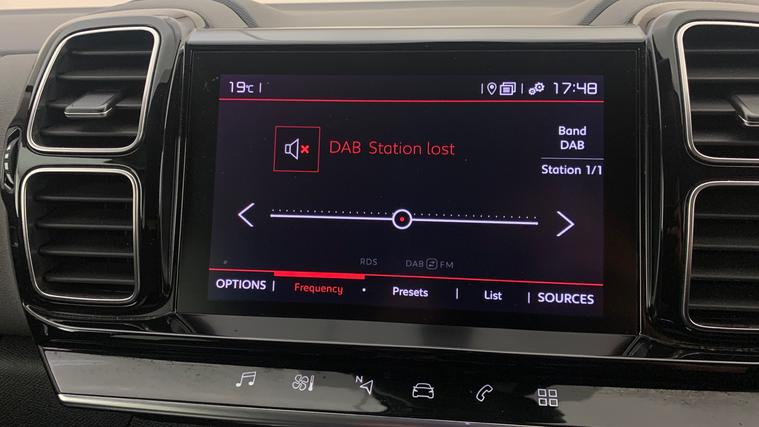 19°C
17:48
DAB Station lost
Band
DAB
Station 1/1
RDS
DAB FM
OPTIONS
Frequency
Presets
List
SOURCES
N